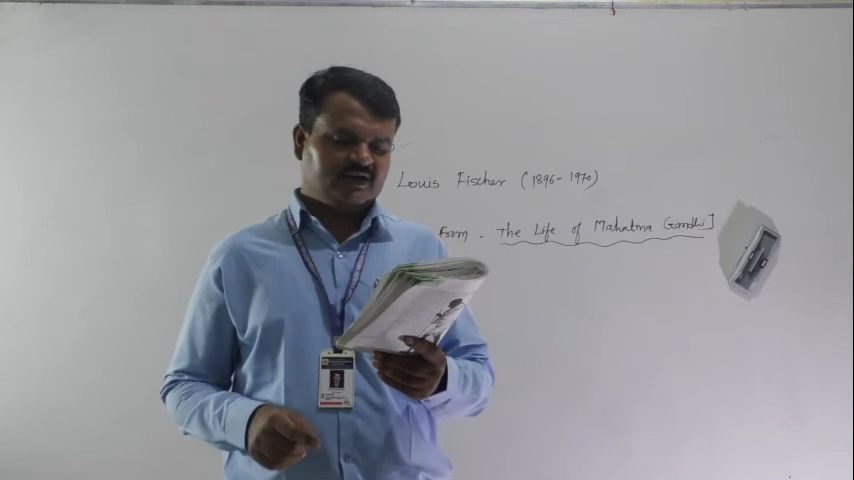 Louis Fischer (1896- 1970)
Form - The Life of Mahatma Gandhi]